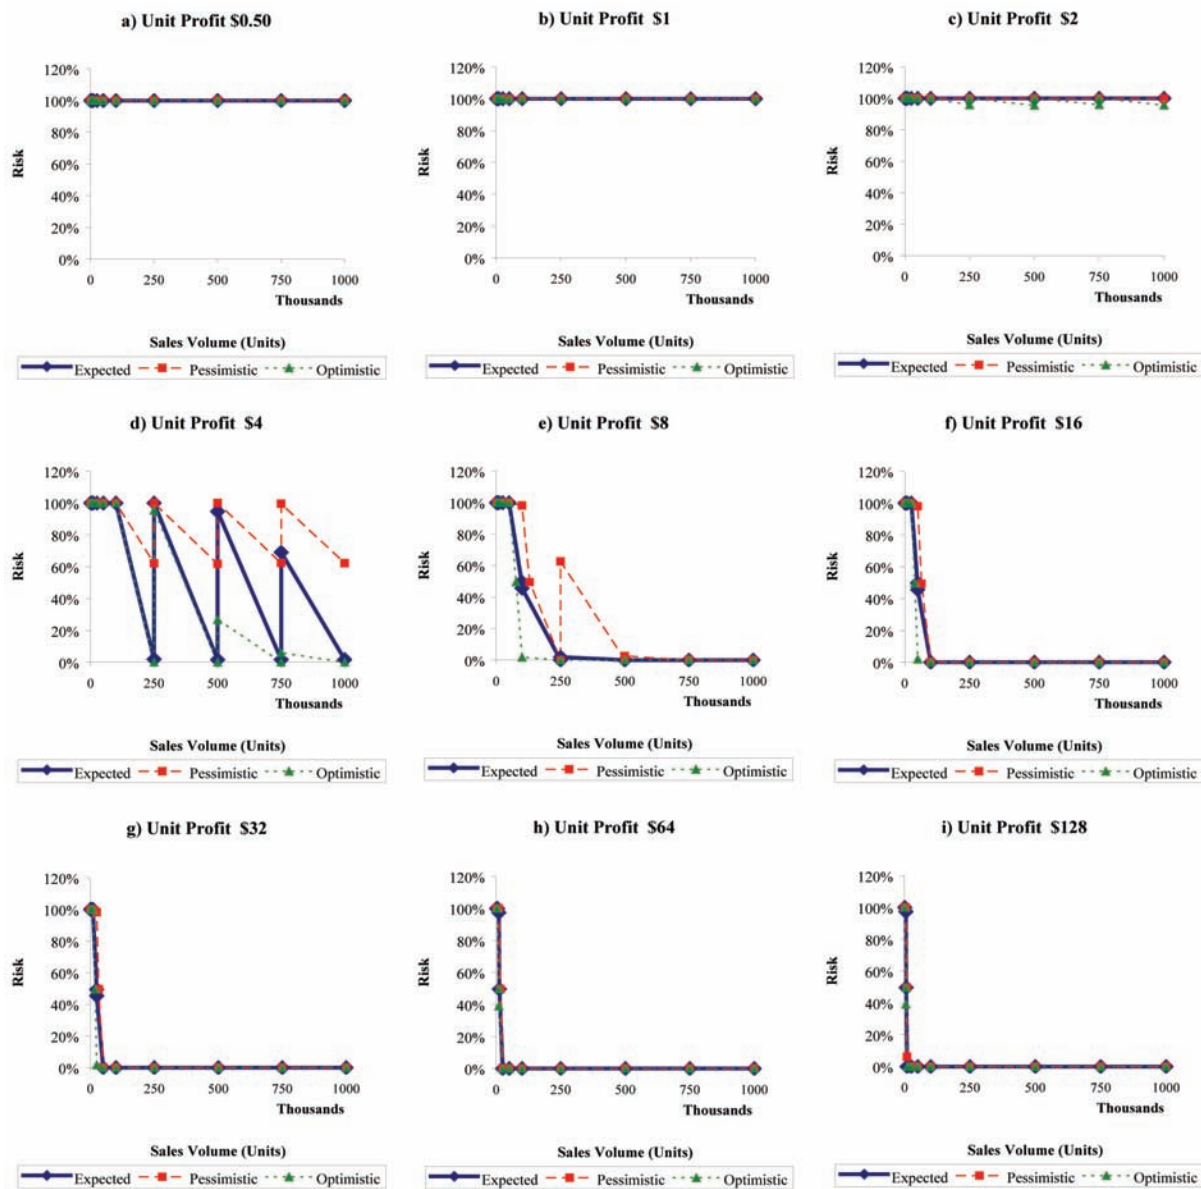 a) Unit Profit $0.50
120%
100%
80%
60%
40%
20%
0%
Risk
0 250 500 750 1000
Thousands
Sales Volume (Units)
Expected Pessimistic Optimistic
b) Unit Profit $1
120%
100%
80%
60%
40%
20%
0%
Risk
0 250 500 750 1000
Thousands
Sales Volume (Units)
Expected Pessimistic Optimistic
c) Unit Profit $2
120%
100%
80%
60%
40%
20%
0%
Risk
0 250 500 750 1000
Thousands
Sales Volume (Units)
Expected Pessimistic Optimistic
d) Unit Profit $4
120%
100%
80%
60%
40%
20%
0%
Risk
0 250 500 750 1000
Thousands
Sales Volume (Units)
Expected Pessimistic Optimistic
e) Unit Profit $8
120%
100%
80%
60%
40%
20%
0%
Risk
0 250 500 750 1000
Thousands
Sales Volume (Units)
Expected Pessimistic Optimistic
f) Unit Profit $16
120%
100%
80%
60%
40%
20%
0%
Risk
0 250 500 750 1000
Thousands
Sales Volume (Units)
Expected Pessimistic Optimistic
g) Unit Profit $32
120%
100%
80%
60%
40%
20%
0%
Risk
0 250 500 750 1000
Thousands
Sales Volume (Units)
Expected Pessimistic Optimistic
h) Unit Profit $64
120%
100%
80%
60%
40%
20%
0%
Risk
0 250 500 750 1000
Thousands
Sales Volume (Units)
Expected Pessimistic Optimistic
i) Unit Profit $128
120%
100%
80%
60%
40%
20%
0%
Risk
0 250 500 750 1000
Thousands
Sales Volume (Units)
Expected Pessimistic Optimistic